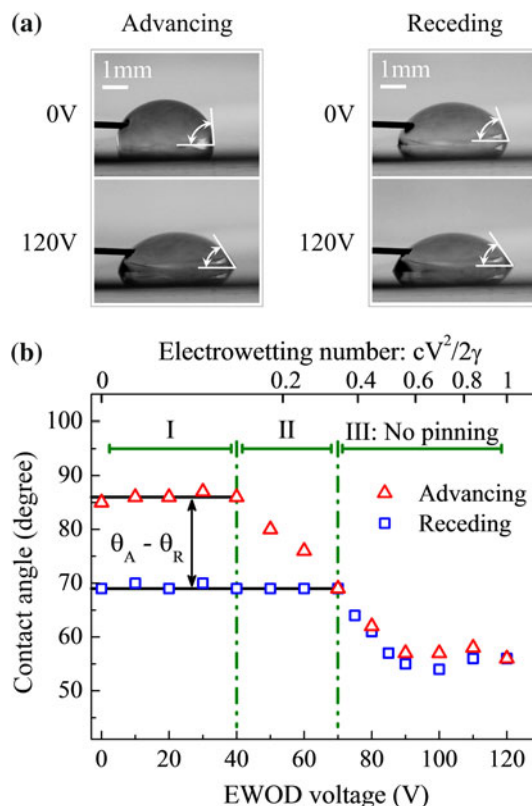 (a) Advancing Receding
1mm 1mm
0V 0V
120V 120V
(b) Electrowetting number: cV²/2γ
0 0.2 0.4 0.6 0.8 1
I II III: No pinning
Advancing
Receding
θA - θR
100
90
80
70
60
50
Contact angle (degree)
0 20 40 60 80 100 120
EWOD voltage (V)